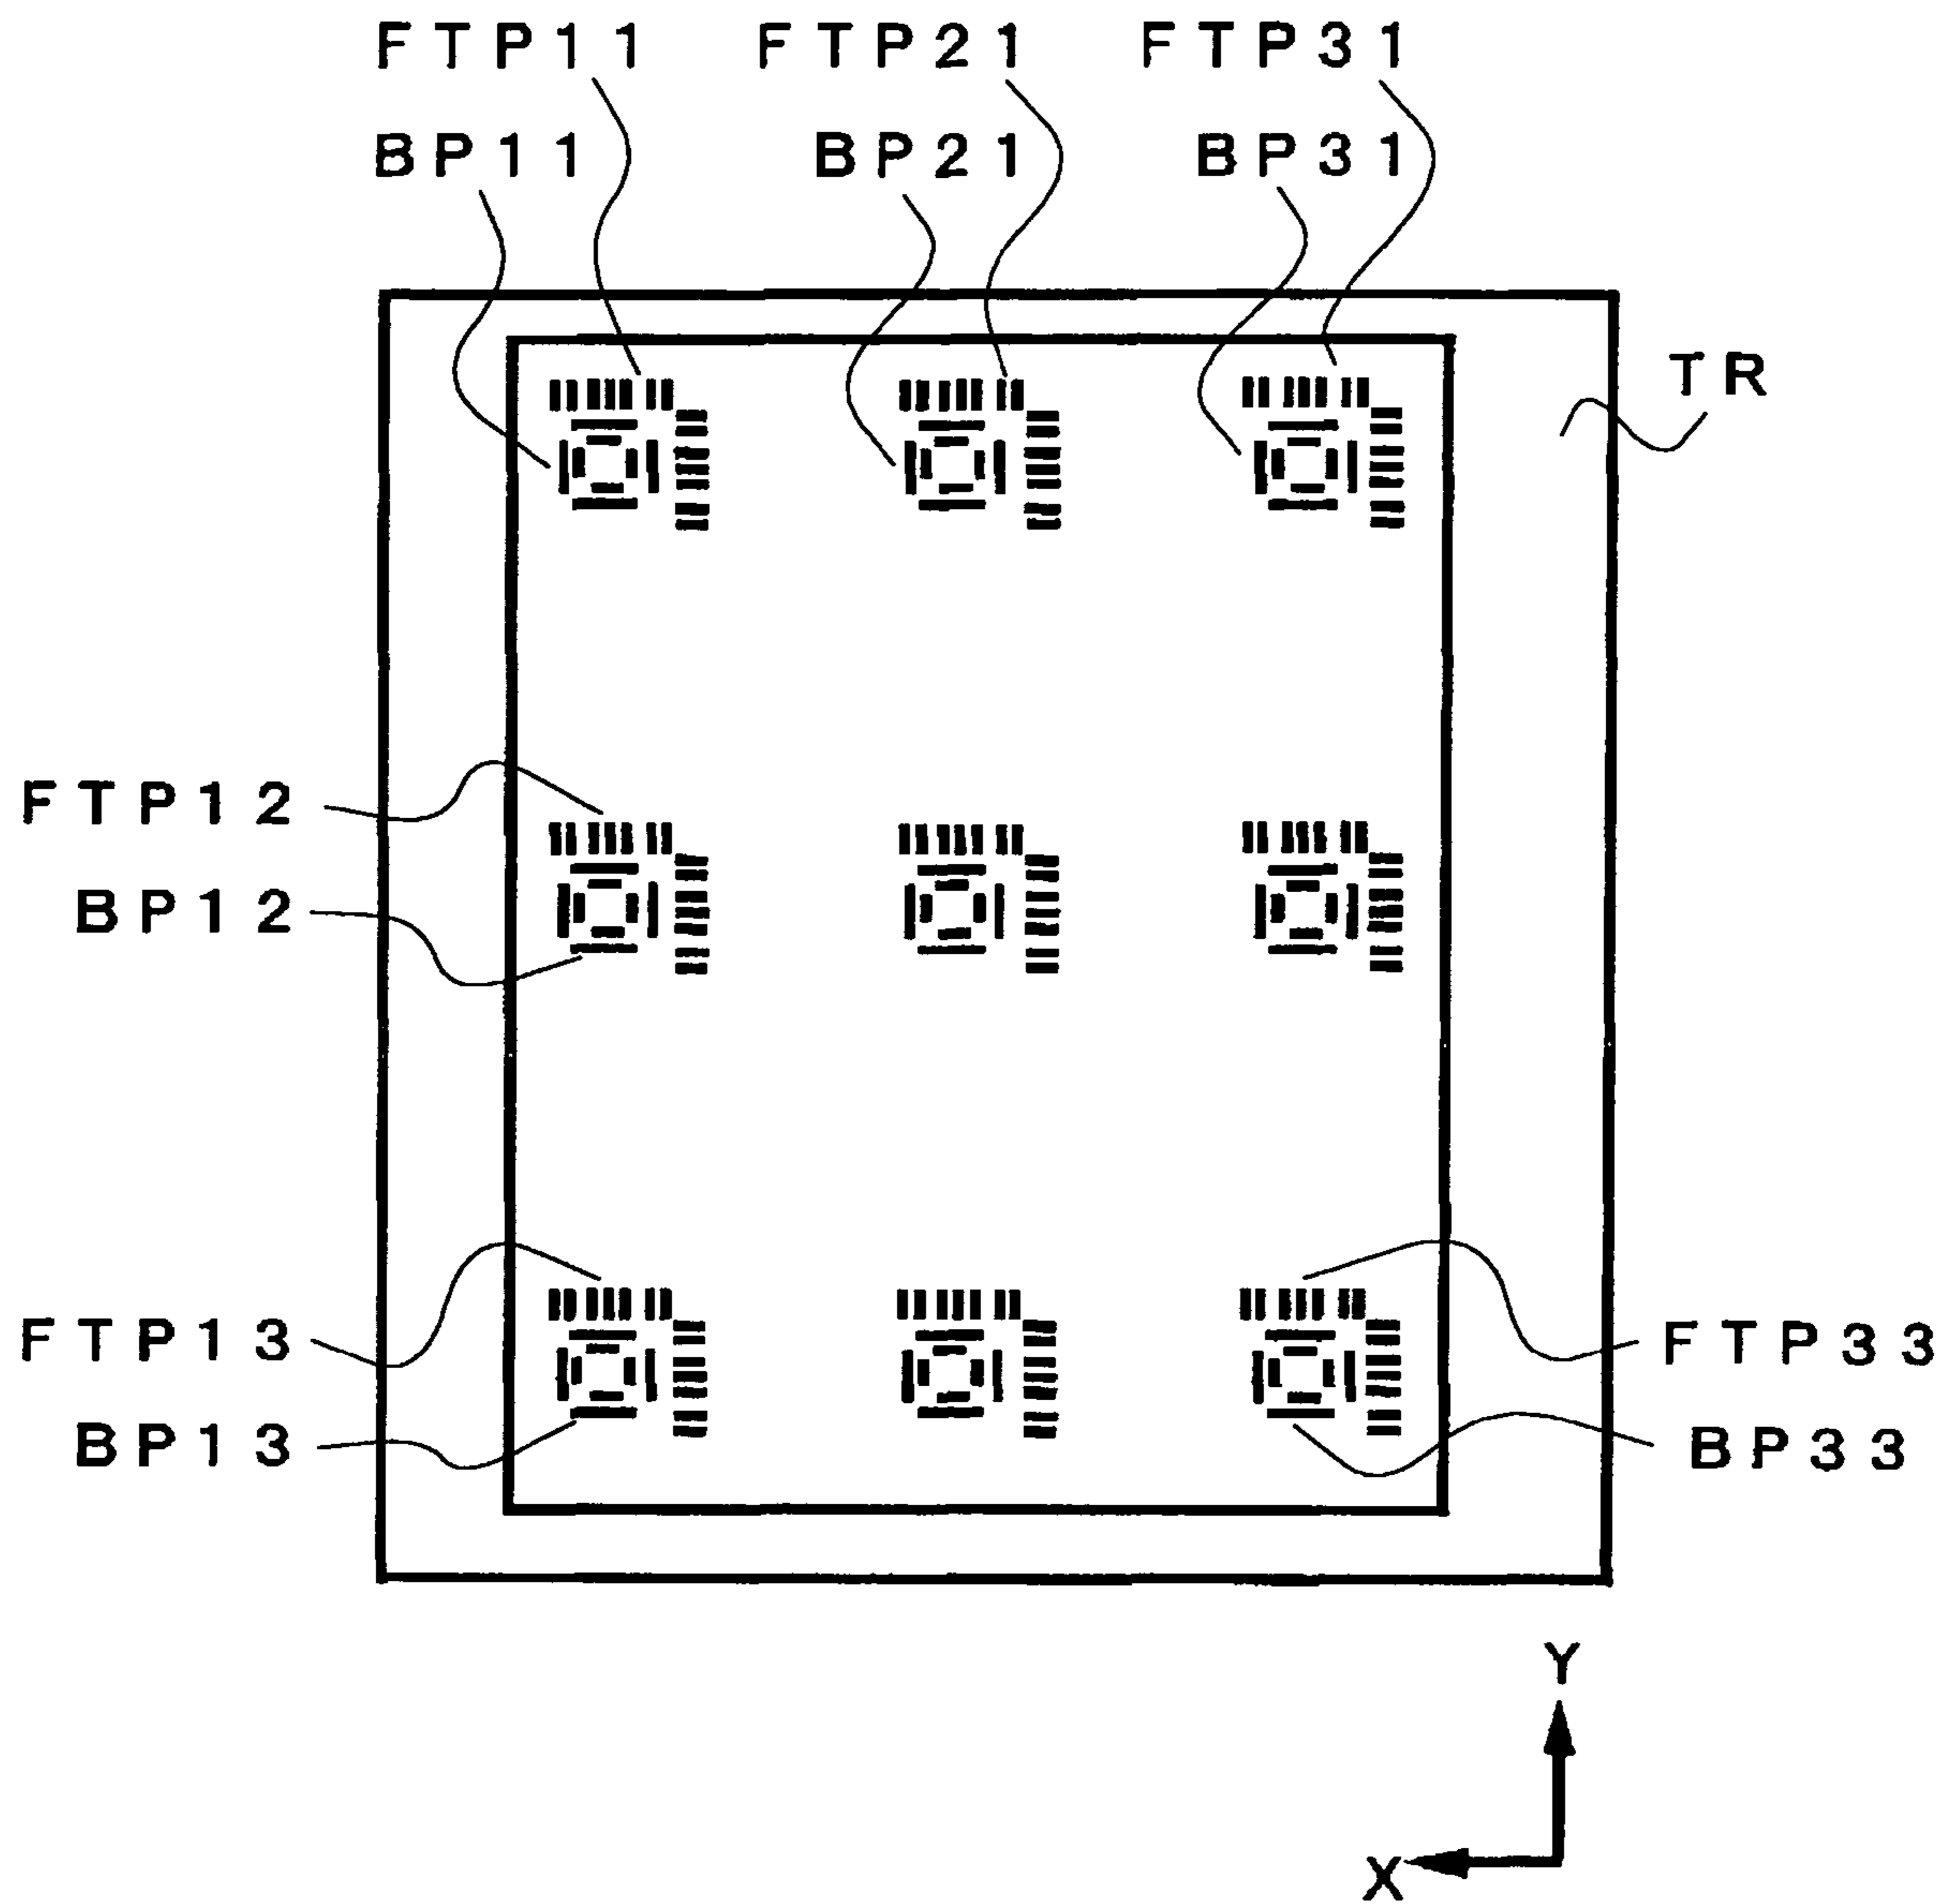 FTP11 FTP21 FTP31
BP11 BP21 BP31
TR
FTP12
BP12
FTP13 FTP33
BP13 BP33
Y
X